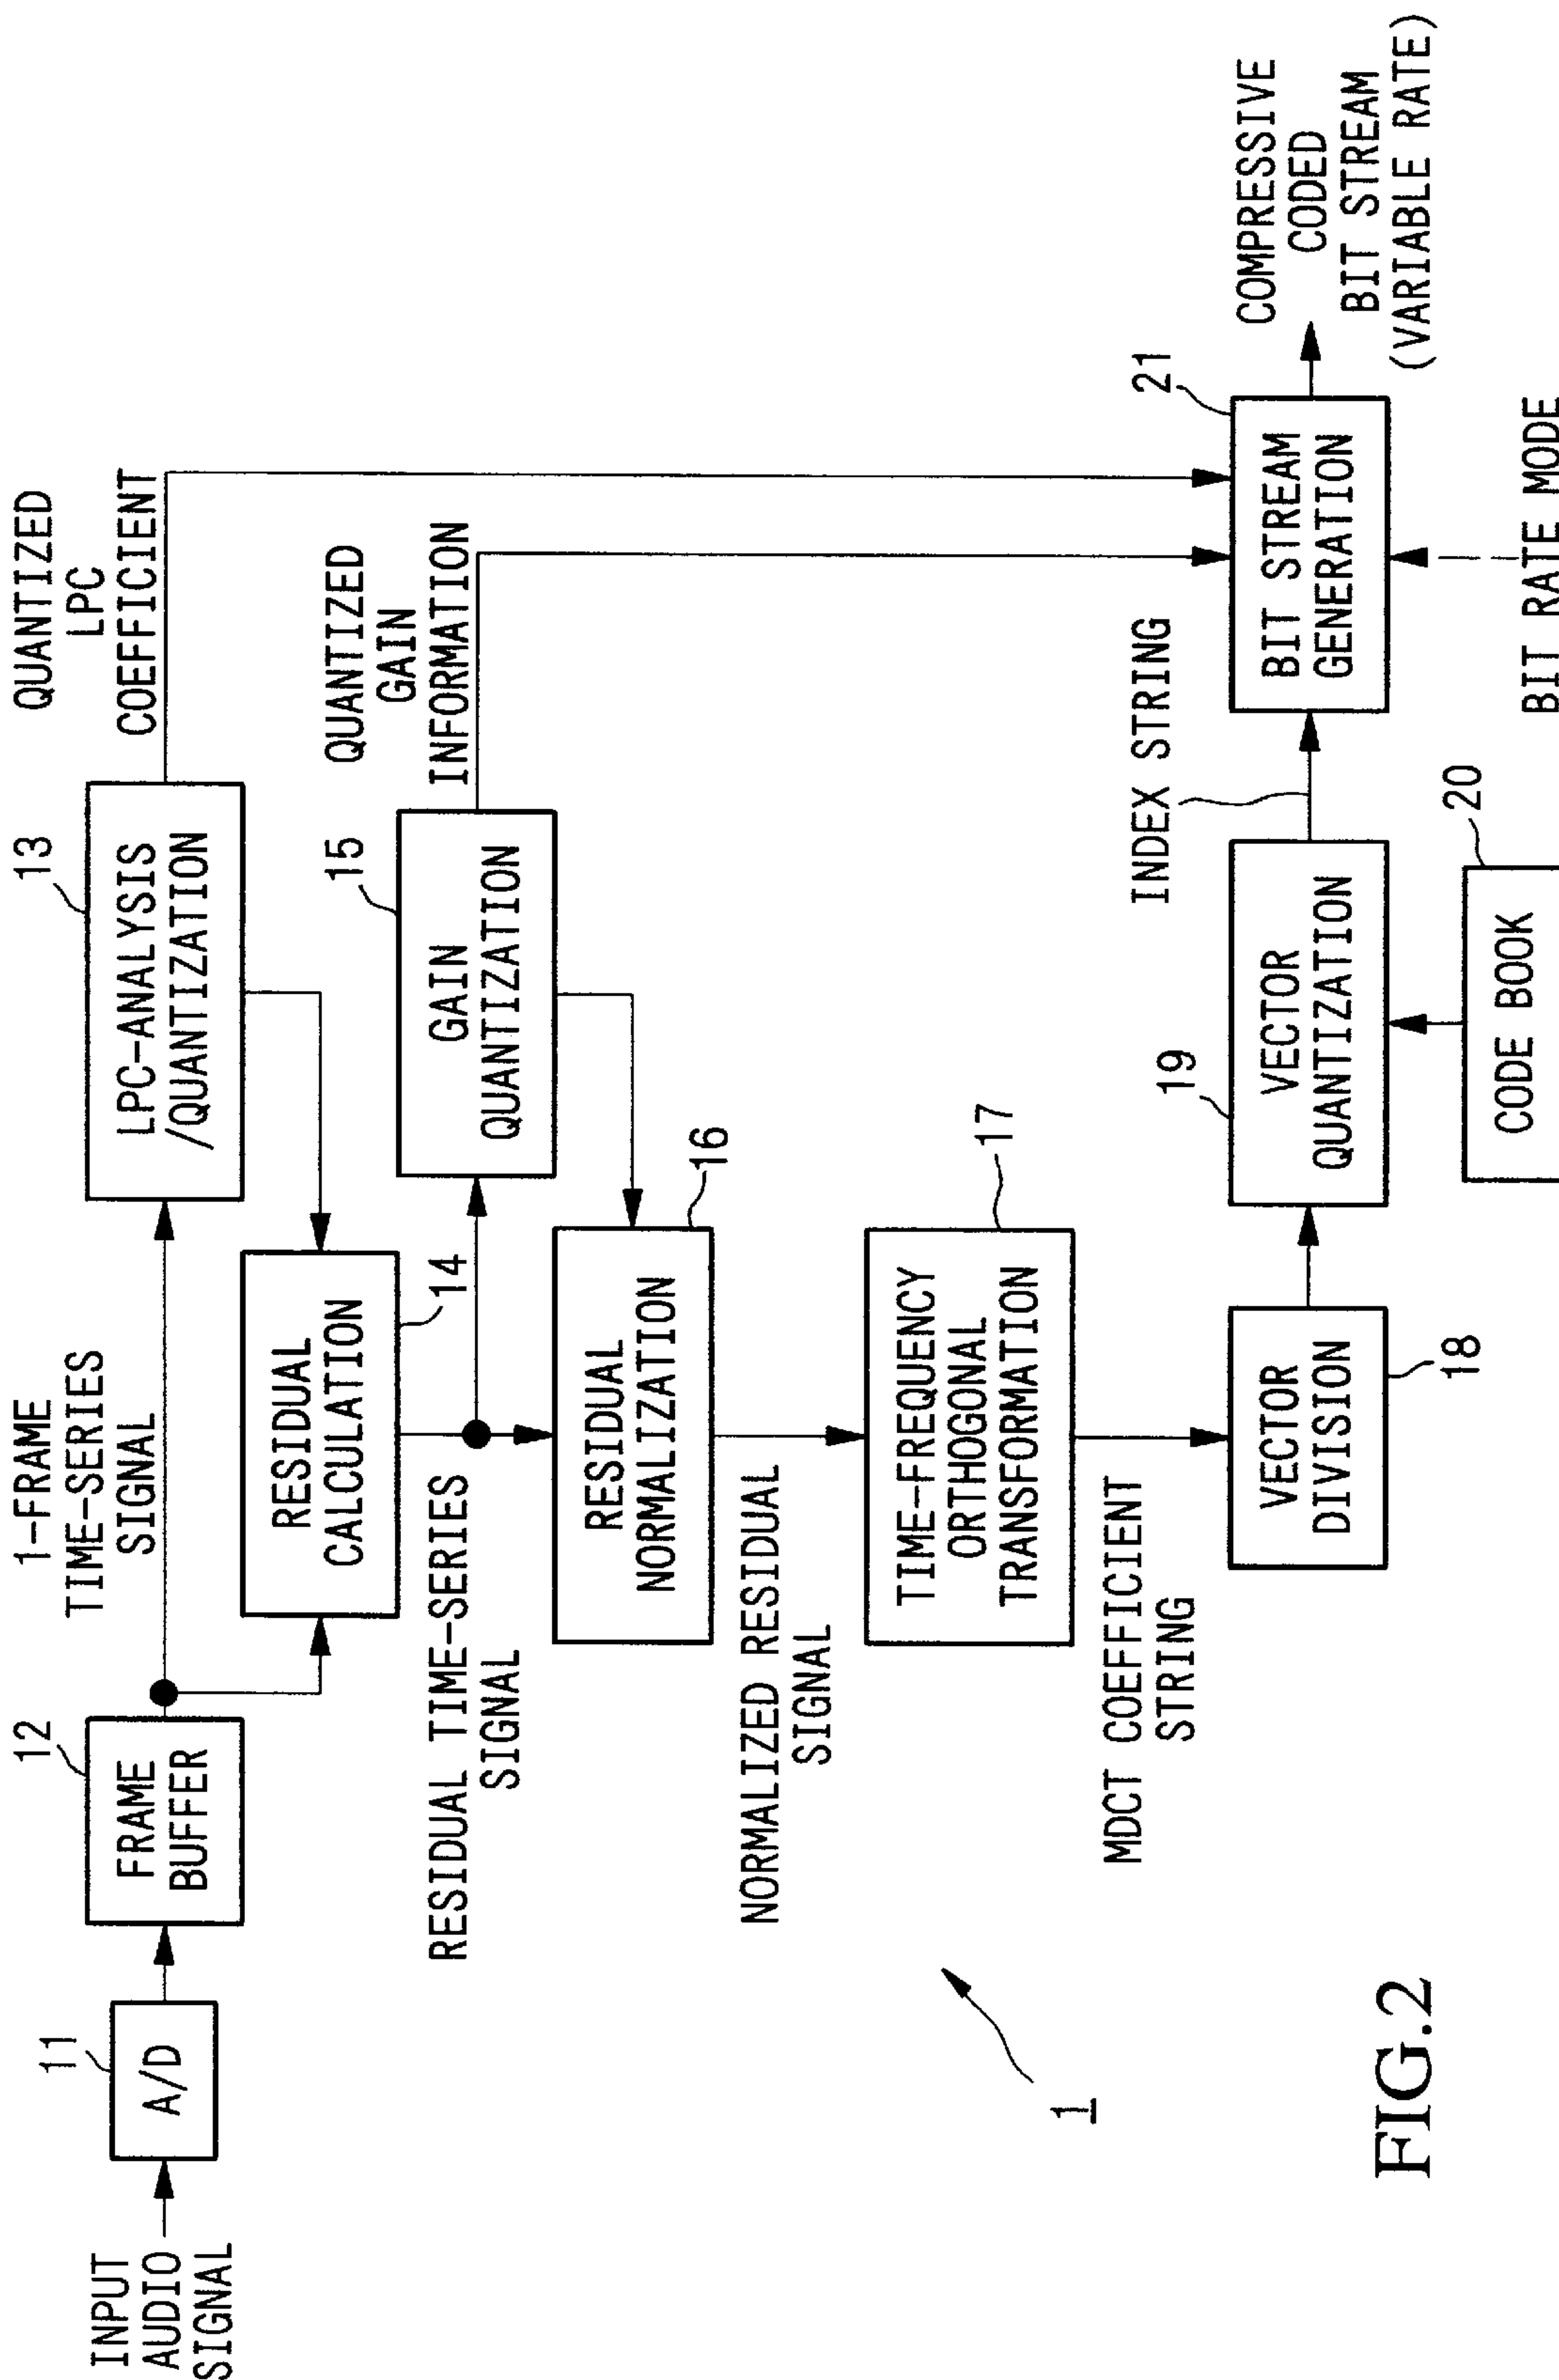 INPUT
AUDIO
SIGNAL
11
A/D
12
FRAME
BUFFER
1-FRAME
TIME-SERIES
SIGNAL
13
LPC-ANALYSIS
/QUANTIZATION
QUANTIZED
LPC
COEFFICIENT
RESIDUAL
CALCULATION
14
RESIDUAL TIME-SERIES
SIGNAL
15
GAIN
QUANTIZATION
QUANTIZED
GAIN
INFORMATION
RESIDUAL
NORMALIZATION
16
NORMALIZED RESIDUAL
SIGNAL
TIME-FREQUENCY
ORTHOGONAL
TRANSFORMATION
17
MDCT COEFFICIENT
STRING
VECTOR
DIVISION
18
19
VECTOR
QUANTIZATION
CODE BOOK
20
INDEX STRING
21
BIT STREAM
GENERATION
BIT RATE MODE
COMPRESSIVE
CODED
BIT STREAM
(VARIABLE RATE)
1
FIG.2